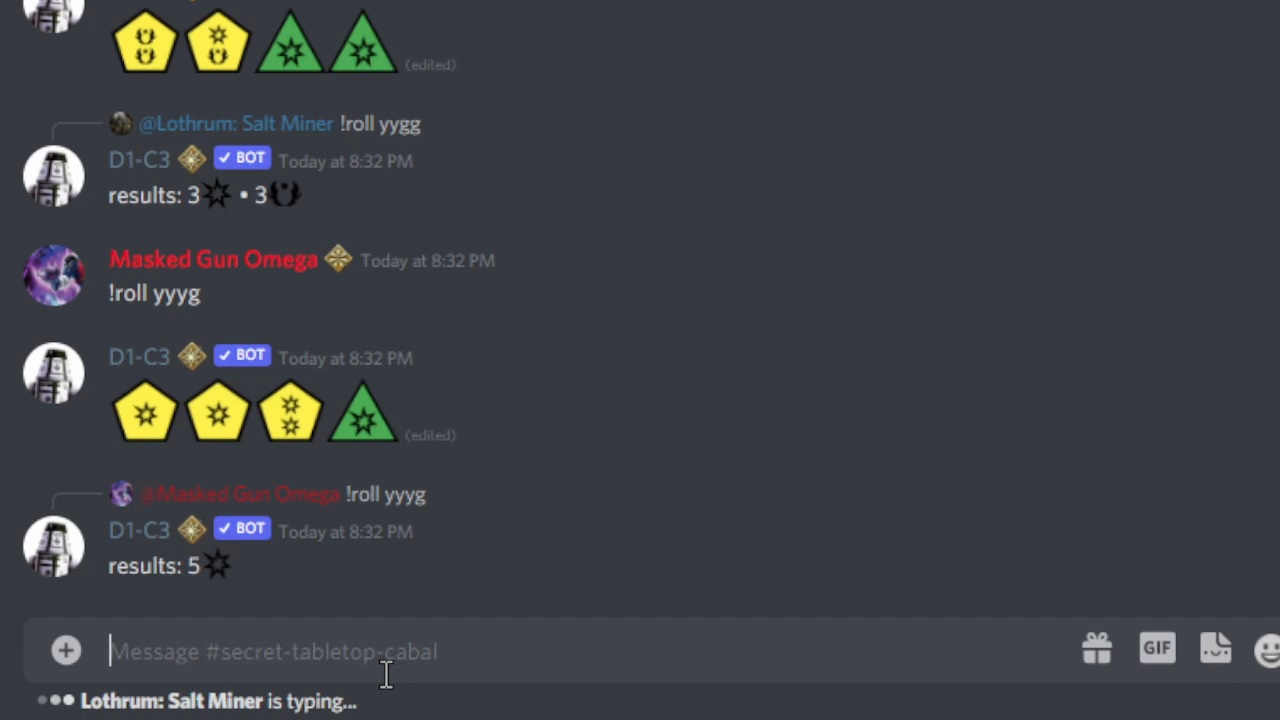 (edited)
@Lothrum: Salt Miner !roll yygg
D1-C3 ✓ BOT Today at 8:32 PM
results: 3 • 3
Masked Gun Omega Today at 8:32 PM
!roll yyyg
D1-C3 ✓ BOT Today at 8:32 PM
(edited)
@Masked Gun Omega !roll yyyg
D1-C3 ✓ BOT Today at 8:32 PM
results: 5
Message #secret-tabletop-cabal
GIF
Lothrum: Salt Miner is typing...